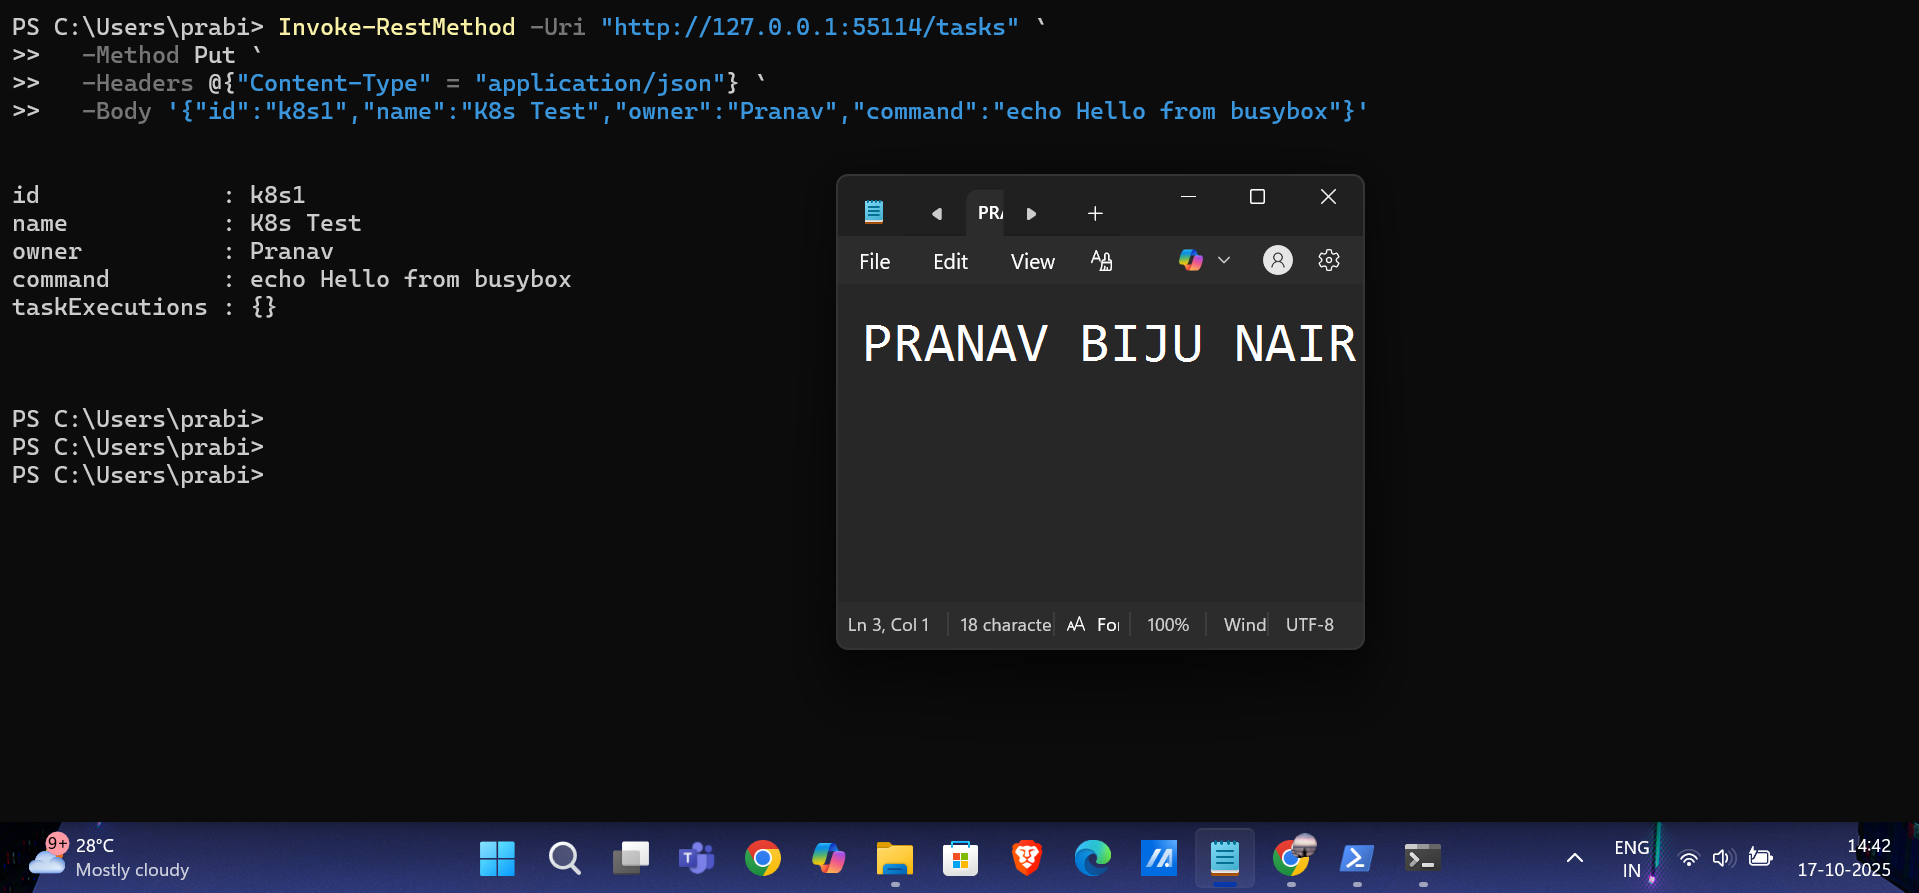 PS C:\Users\prabi> Invoke-RestMethod -Uri "http://127.0.0.1:55114/tasks" `
>>   -Method Put `
>>   -Headers @{"Content-Type" = "application/json"} `
>>   -Body '{"id":"k8s1","name":"K8s Test","owner":"Pranav","command":"echo Hello from busybox"}'
id             : k8s1
name           : K8s Test
owner          : Pranav
command        : echo Hello from busybox
taskExecutions : {}
PS C:\Users\prabi>
PS C:\Users\prabi>
PS C:\Users\prabi>
PRA
File Edit View
PRANAV BIJU NAIR
Ln 3, Col 1 18 characte For 100% Wind UTF-8
9+ 28°C
Mostly cloudy
ENG
IN
14:42
17-10-2025